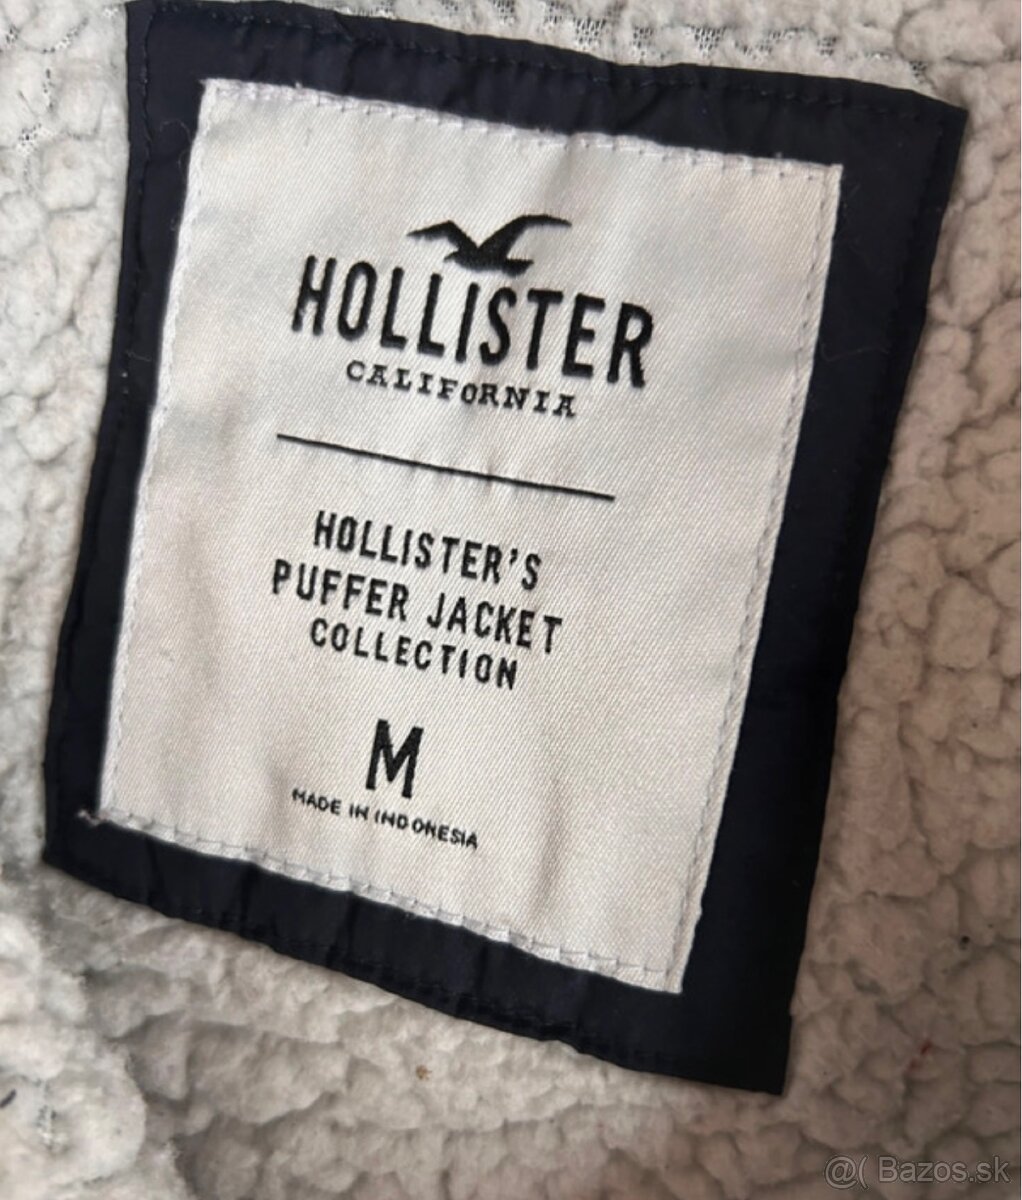 HOLLISTER
CALIFORNIA
HOLLISTER'S
PUFFER JACKET
COLLECTION
M
MADE IN INDONESIA
@( Bazos.sk